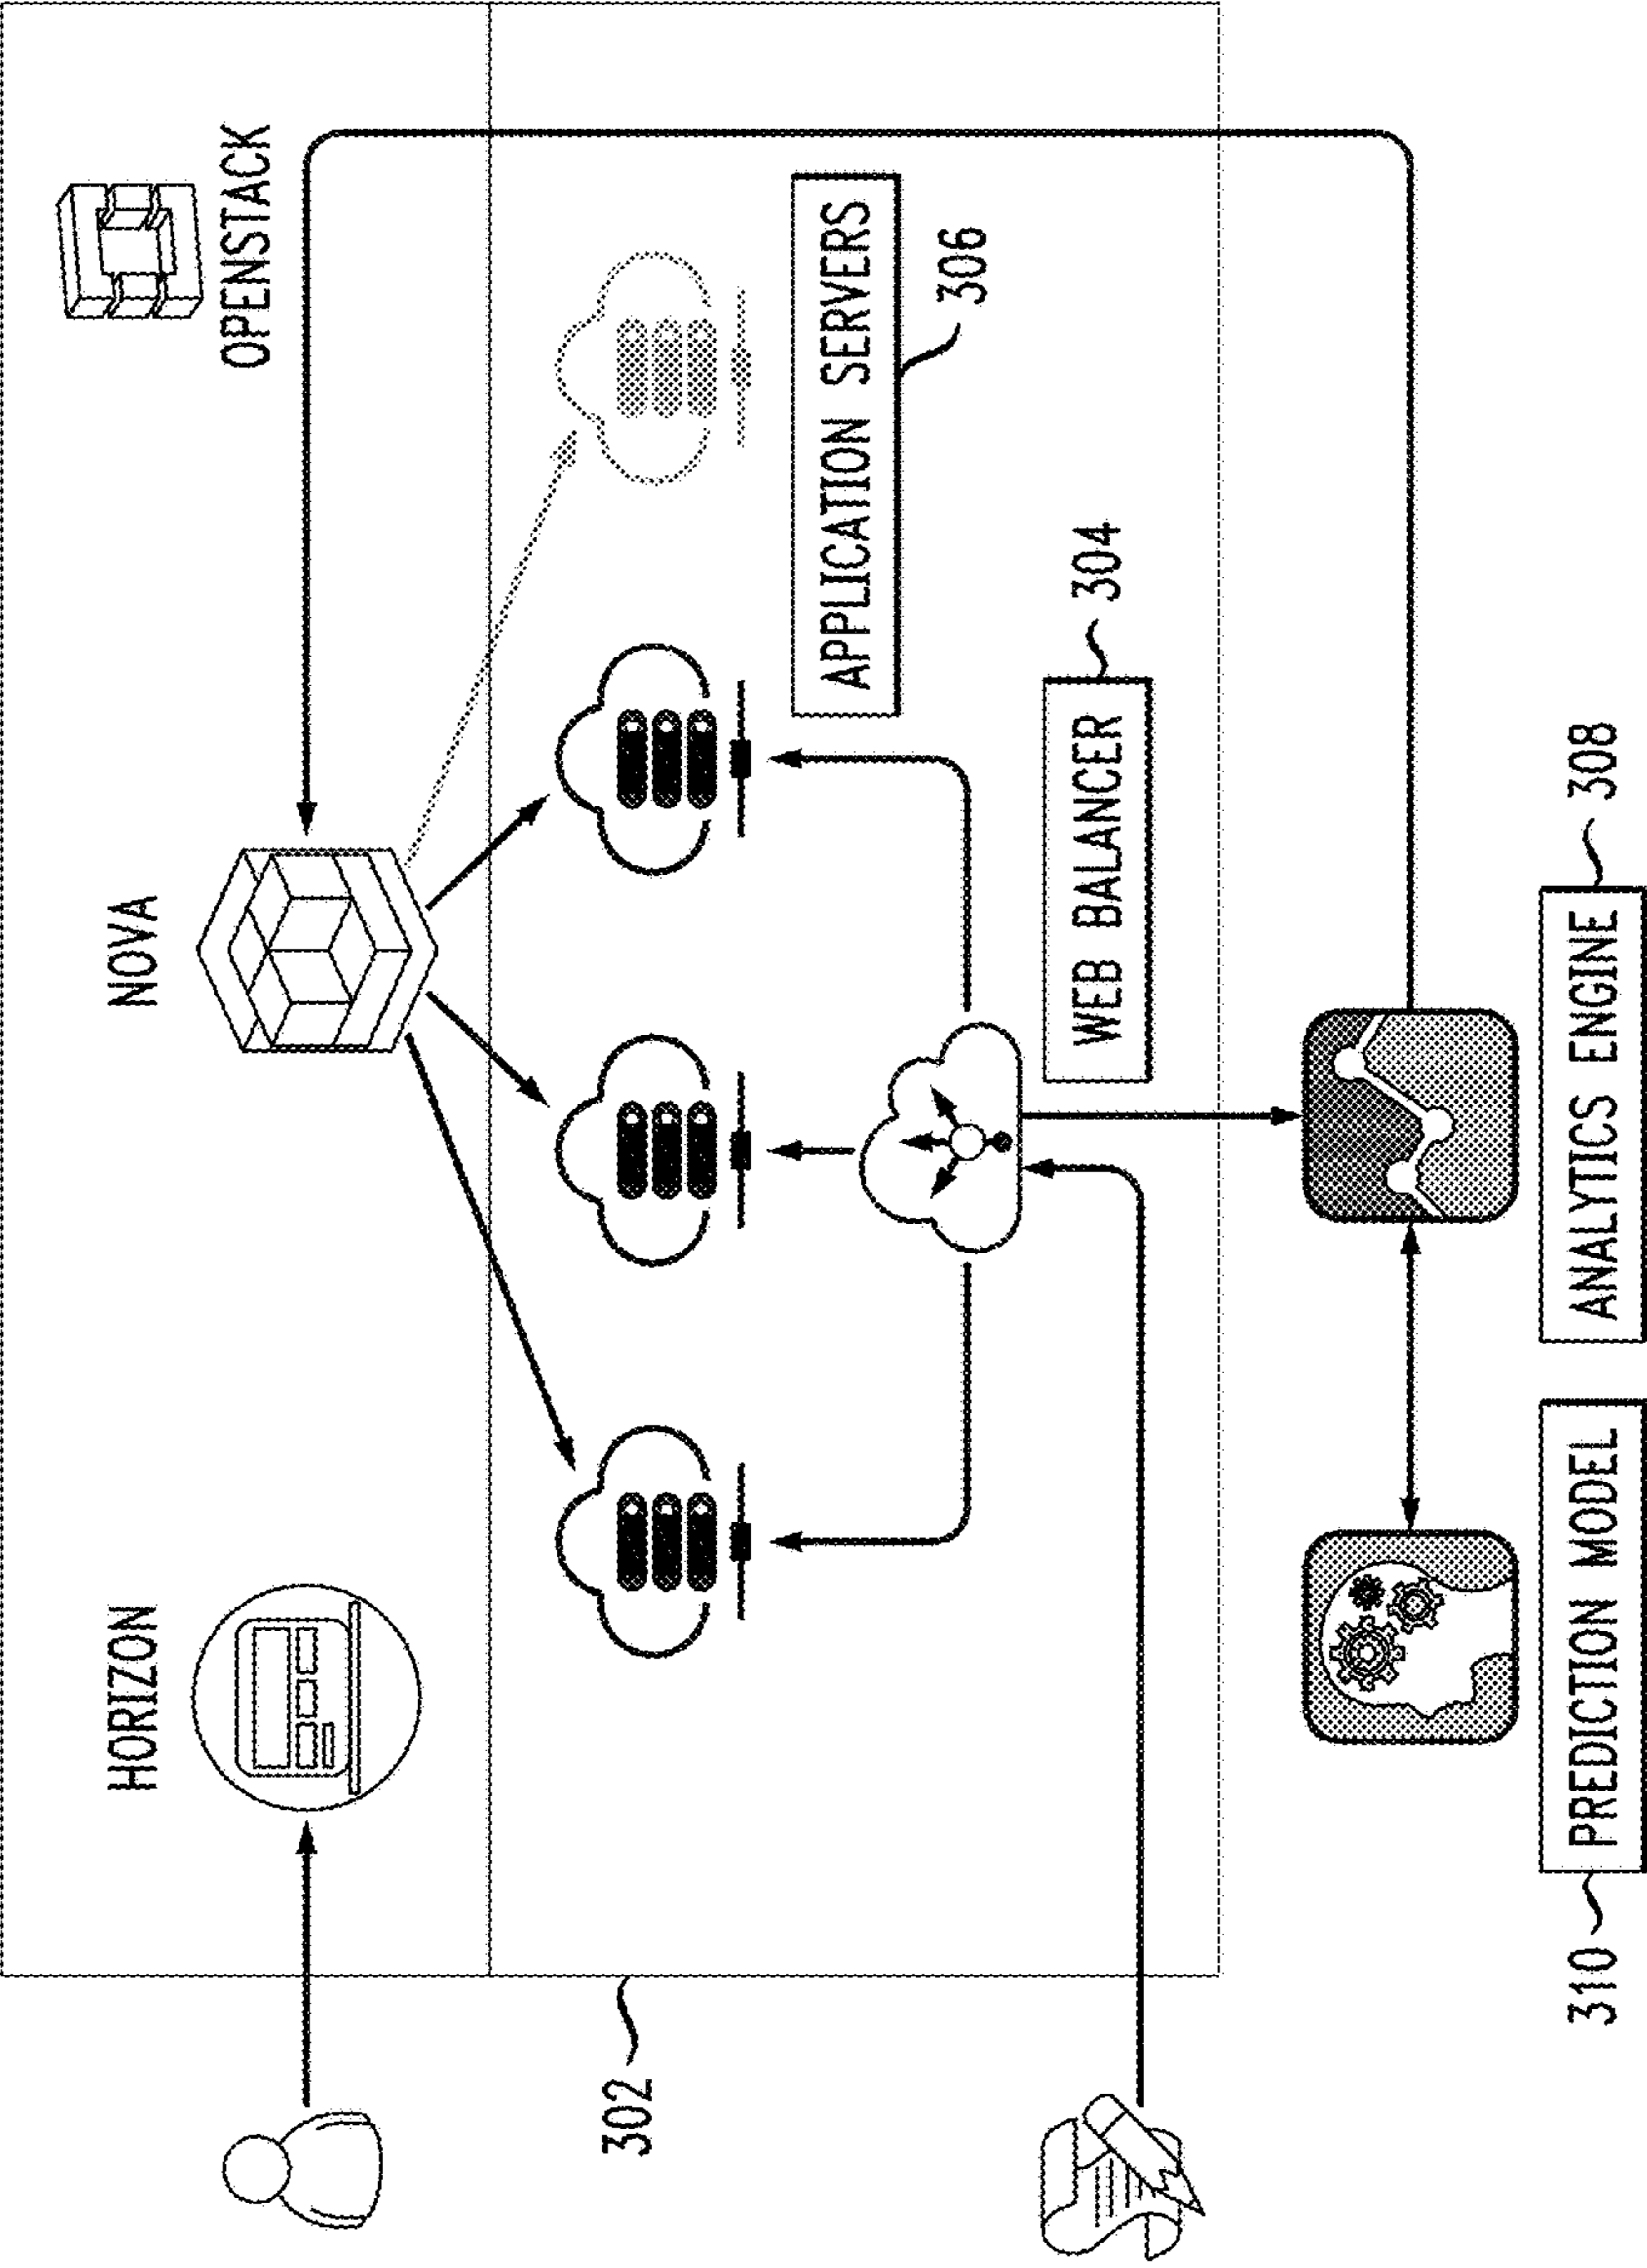 OPENSTACK
HORIZON
NOVA
302
APPLICATION SERVERS
306
WEB BALANCER
304
310
PREDICTION MODEL
ANALYTICS ENGINE
308